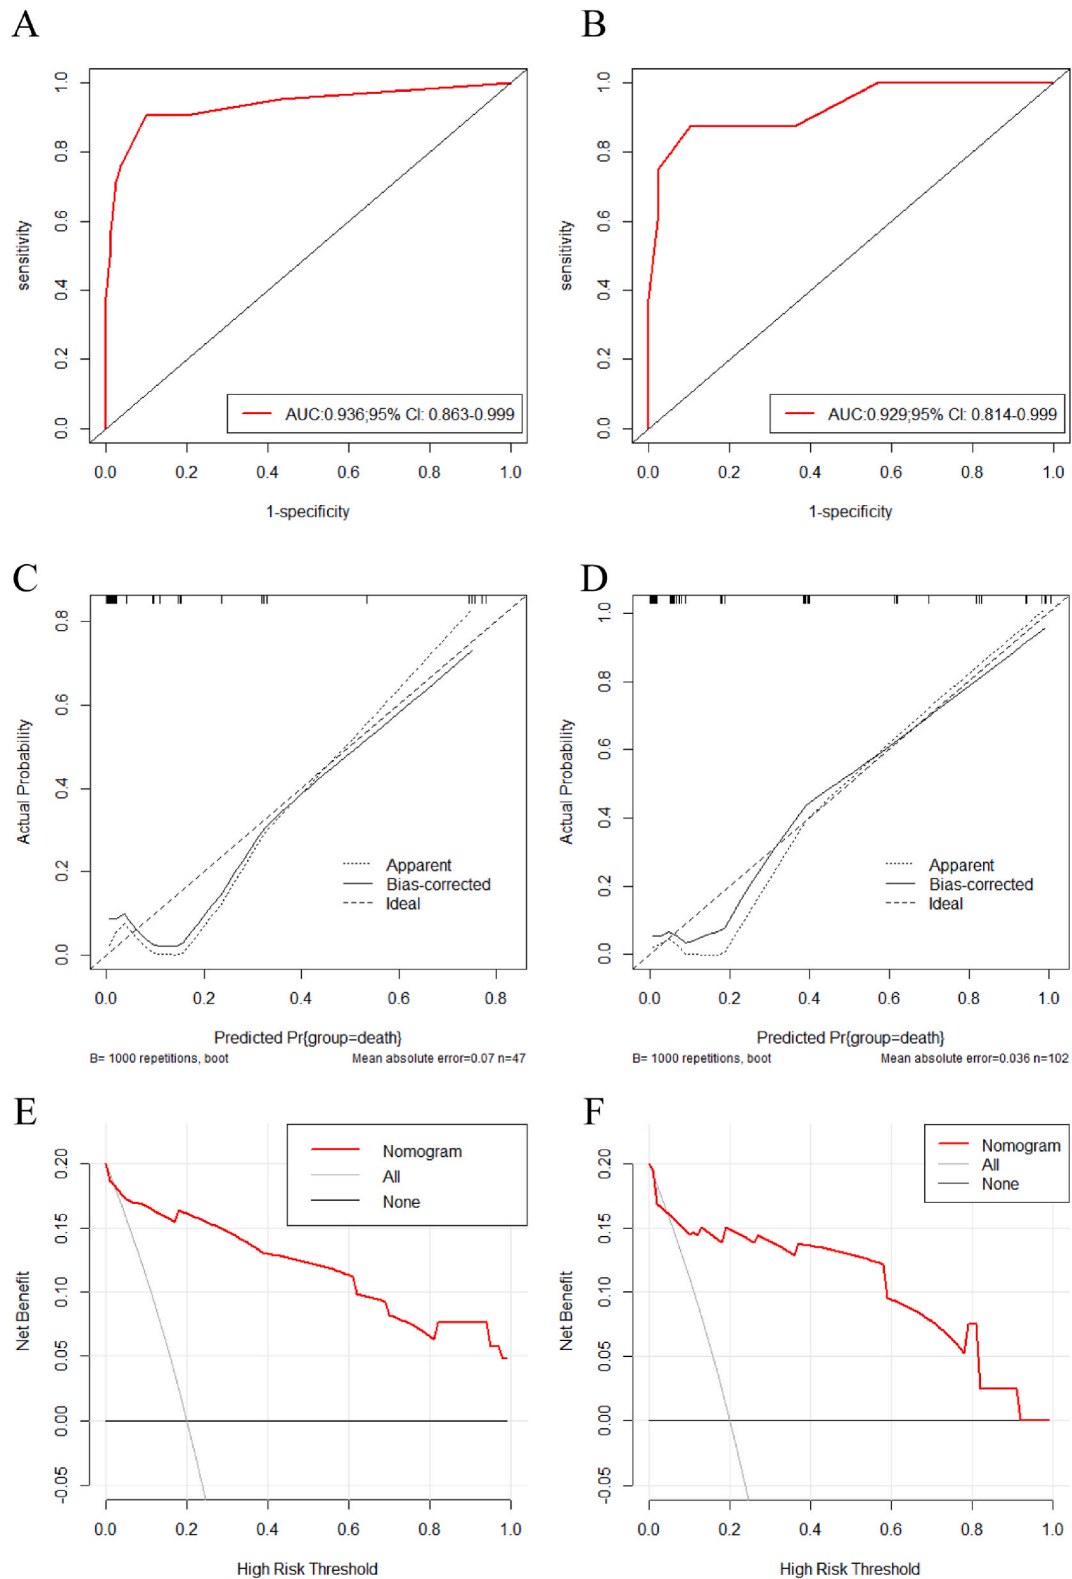 A
B
1.0
0.8
0.6
0.4
0.2
0.0
sensitivity
AUC:0.936;95% CI: 0.863-0.999
0.0 0.2 0.4 0.6 0.8 1.0
1-specificity
1.0
0.8
0.6
0.4
0.2
0.0
sensitivity
AUC:0.929;95% CI: 0.814-0.999
0.0 0.2 0.4 0.6 0.8 1.0
1-specificity
C
D
0.8
0.6
0.4
0.2
0.0
Actual Probability
Apparent
Bias-corrected
Ideal
0.0 0.2 0.4 0.6 0.8
Predicted Pr{group=death}
B= 1000 repetitions, boot
Mean absolute error=0.07 n=47
1.0
0.8
0.6
0.4
0.2
0.0
Actual Probability
Apparent
Bias-corrected
Ideal
0.0 0.2 0.4 0.6 0.8 1.0
Predicted Pr{group=death}
B= 1000 repetitions, boot
Mean absolute error=0.036 n=102
E
F
0.20
0.15
0.10
0.05
0.00
-0.05
Net Benefit
Nomogram
All
None
0.0 0.2 0.4 0.6 0.8 1.0
High Risk Threshold
0.20
0.15
0.10
0.05
0.00
-0.05
Net Benefit
Nomogram
All
None
0.0 0.2 0.4 0.6 0.8 1.0
High Risk Threshold